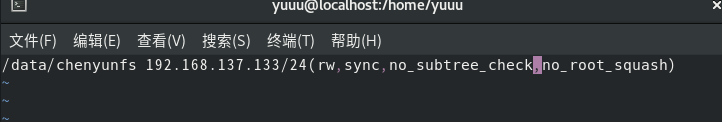 yuuu@localhost:/home/yuuu
文件(F) 编辑(E) 查看(V) 搜索(S) 终端(T) 帮助(H)
/data/chenyunfs 192.168.137.133/24(rw,sync,no_subtree_check,no_root_squash)
~
~
~